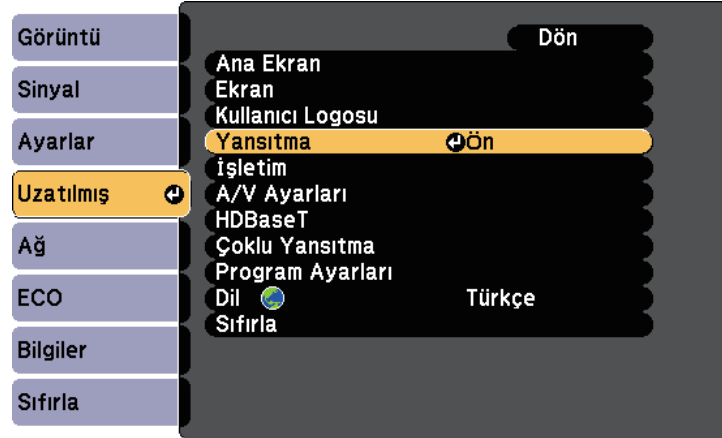 Görüntü
Sinyal
Ayarlar
Uzatılmış
Ağ
ECO
Bilgiler
Sıfırla
Dön
Ana Ekran
Ekran
Kullanıcı Logosu
Yansıtma Ön
İşletim
A/V Ayarları
HDBaseT
Çoklu Yansıtma
Program Ayarları
Dil Türkçe
Sıfırla